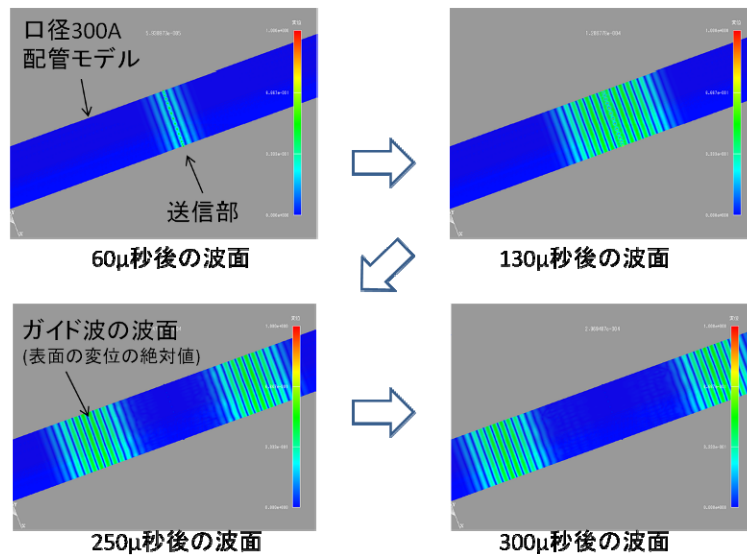 口径300A
配管モデル
送信部
60μ秒後の波面
130μ秒後の波面
ガイド波の波面
(表面の変位の絶対値)
250μ秒後の波面
300μ秒後の波面